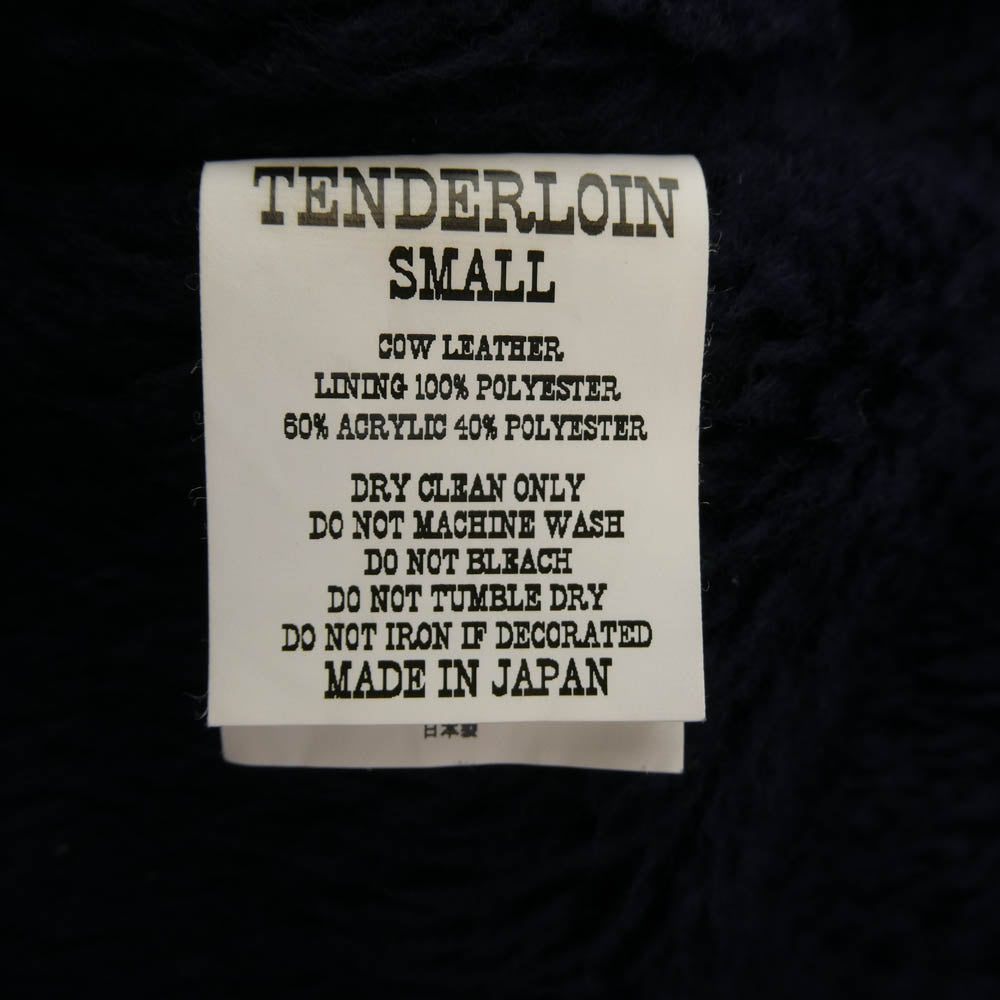 TENDERLOIN
SMALL
COW LEATHER
LINING 100% POLYESTER
60% ACRYLIC 40% POLYESTER
DRY CLEAN ONLY
DO NOT MACHINE WASH
DO NOT BLEACH
DO NOT TUMBLE DRY
DO NOT IRON IF DECORATED
MADE IN JAPAN
日本製